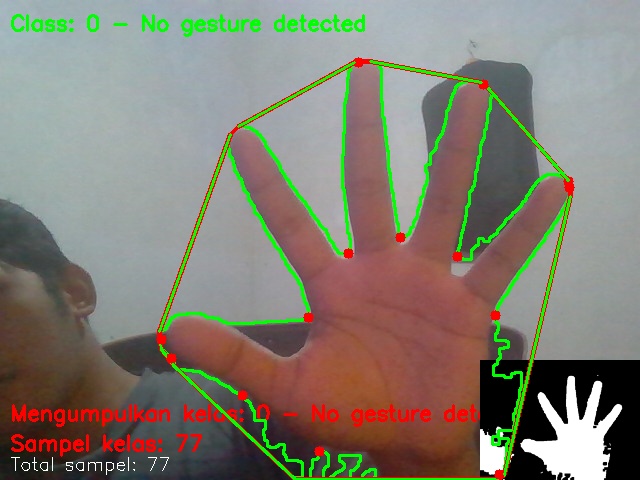 Class: 0 - No gesture detected
Mengumpulkan kelas: 0 - No gesture det
Sampel kelas: 77
Total sampel: 77